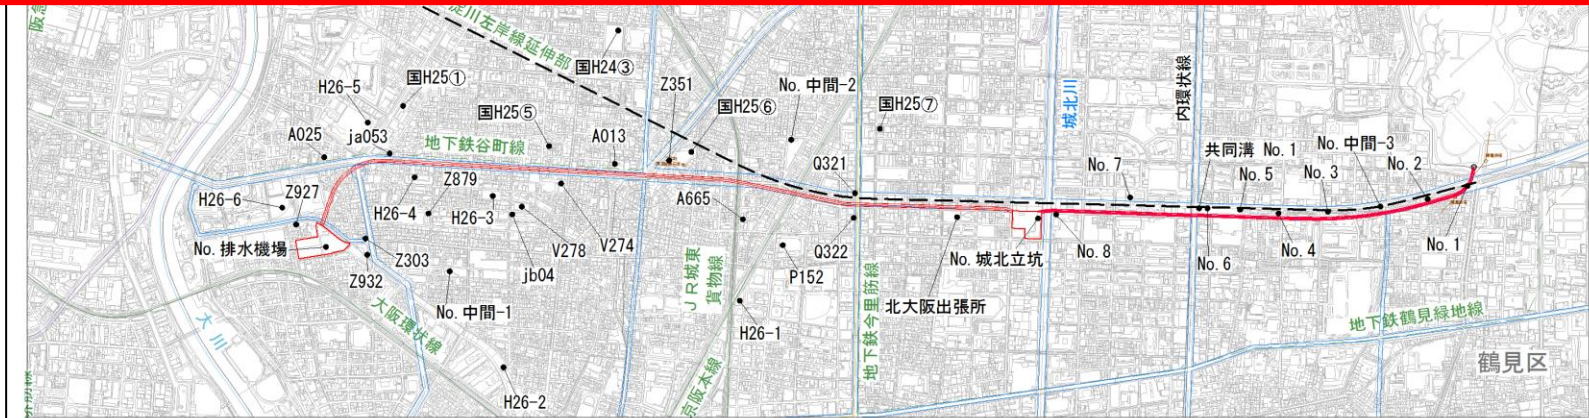 阪急
淀川左岸線延伸部
国H24③
H26-5
国H25①
Z351
国H25⑥
No.中間-2
国H25⑦
国H25⑤
A025
ja053
地下鉄谷町線
A013
Q321
城北川
No.7
内環状線
共同溝 No.1
No.5
No.中間-3
No.3
No.2
H26-6
Z927
Z879
H26-4
H26-3
A665
No.排水機場
Z303
Z932
V278
V274
jb04
JR城東
貨物線
Q322
P152
No.城北立坑
No.8
No.6
No.4
No.1
大川
大阪環状線
No.中間-1
H26-1
地下鉄今里筋線
北大阪出張所
地下鉄鶴見緑地線
鶴見区
H26-2
京阪本線